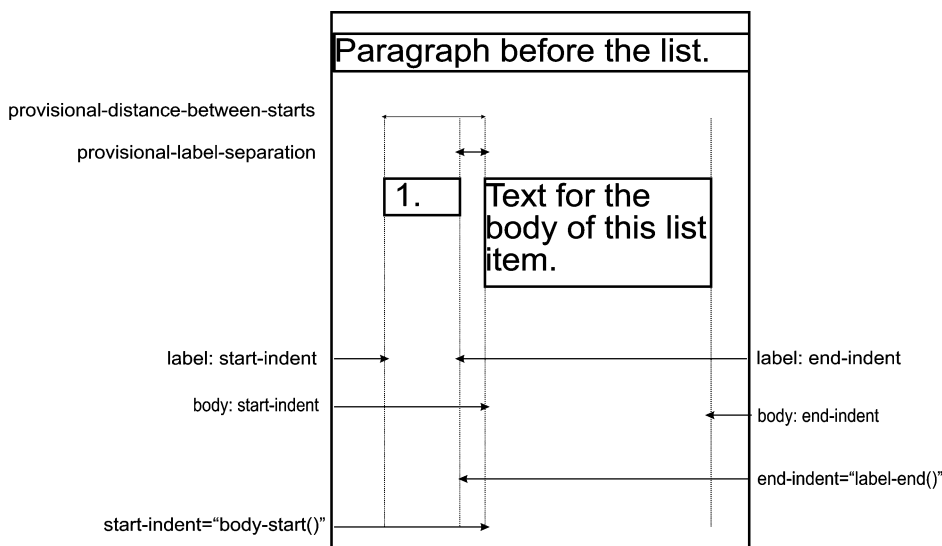 Paragraph before the list.
provisional-distance-between-starts
provisional-label-separation
1.
Text for the
body of this list
item.
label: start-indent
label: end-indent
body: start-indent
body: end-indent
end-indent=“label-end()”
start-indent=“body-start()”